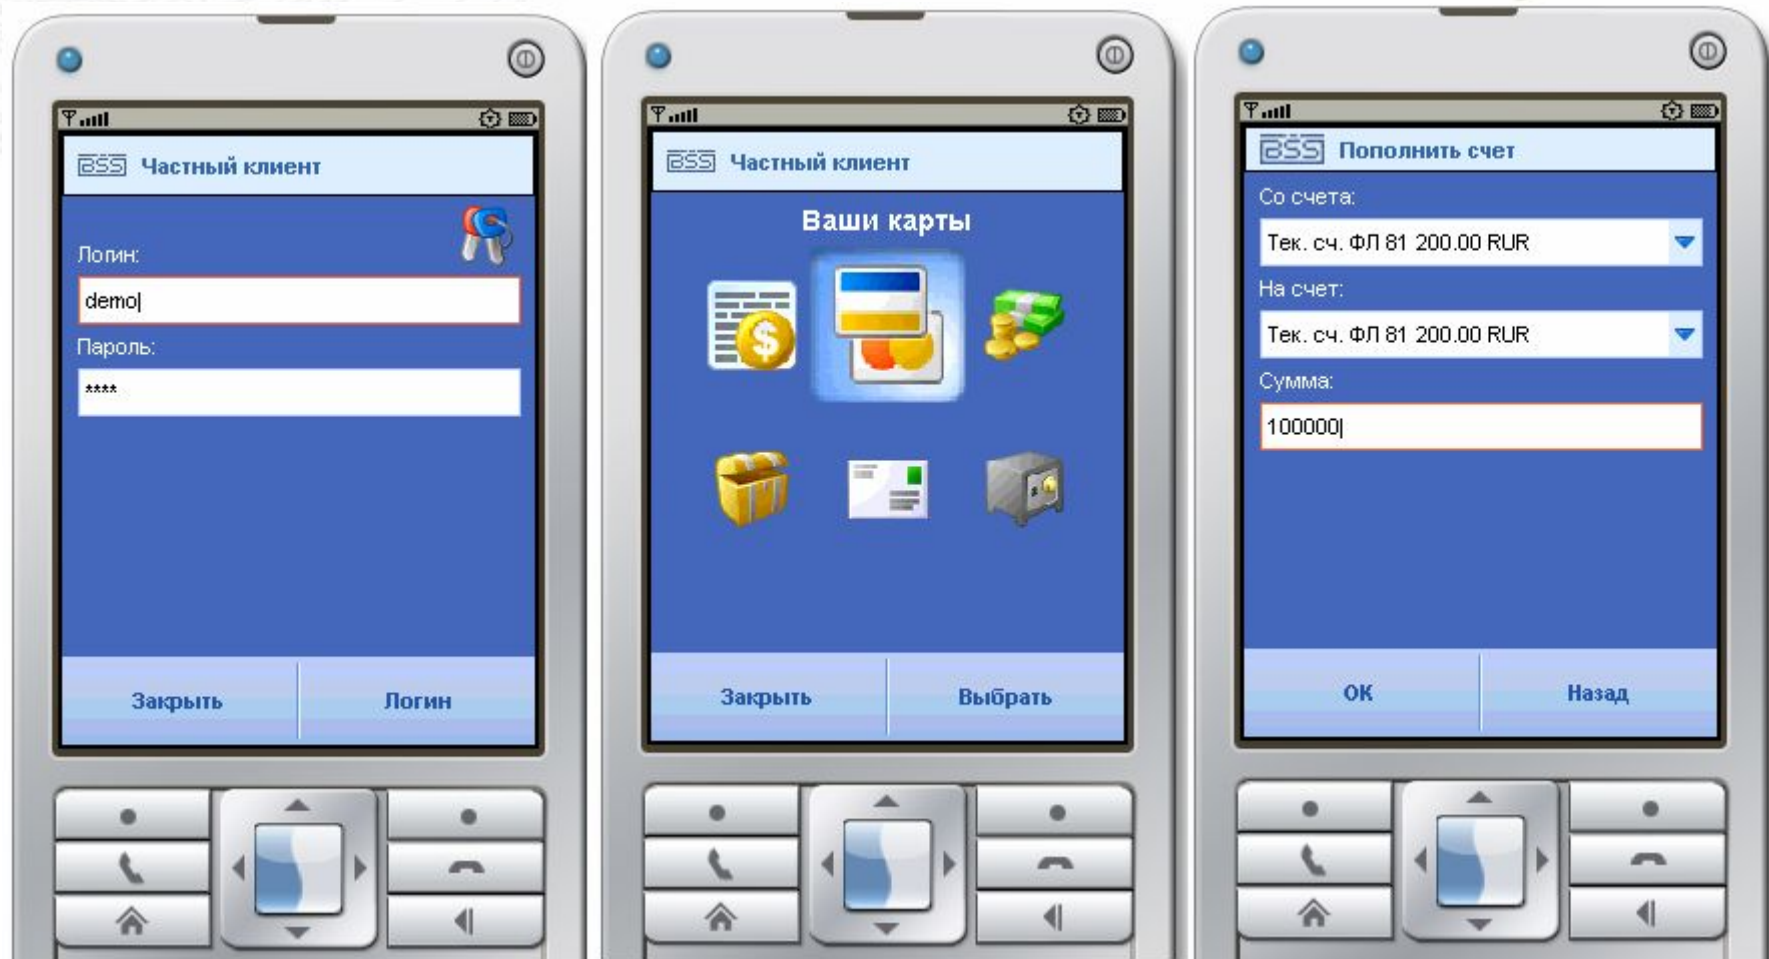 BSS Частный клиент
Логин:
demo
Пароль:
****
Закрыть Логин
BSS Частный клиент
Ваши карты
$
Закрыть Выбрать
BSS Пополнить счет
Со счета:
Тек. сч. ФЛ 81 200.00 RUR
На счет:
Тек. сч. ФЛ 81 200.00 RUR
Сумма:
100000
ОК Назад